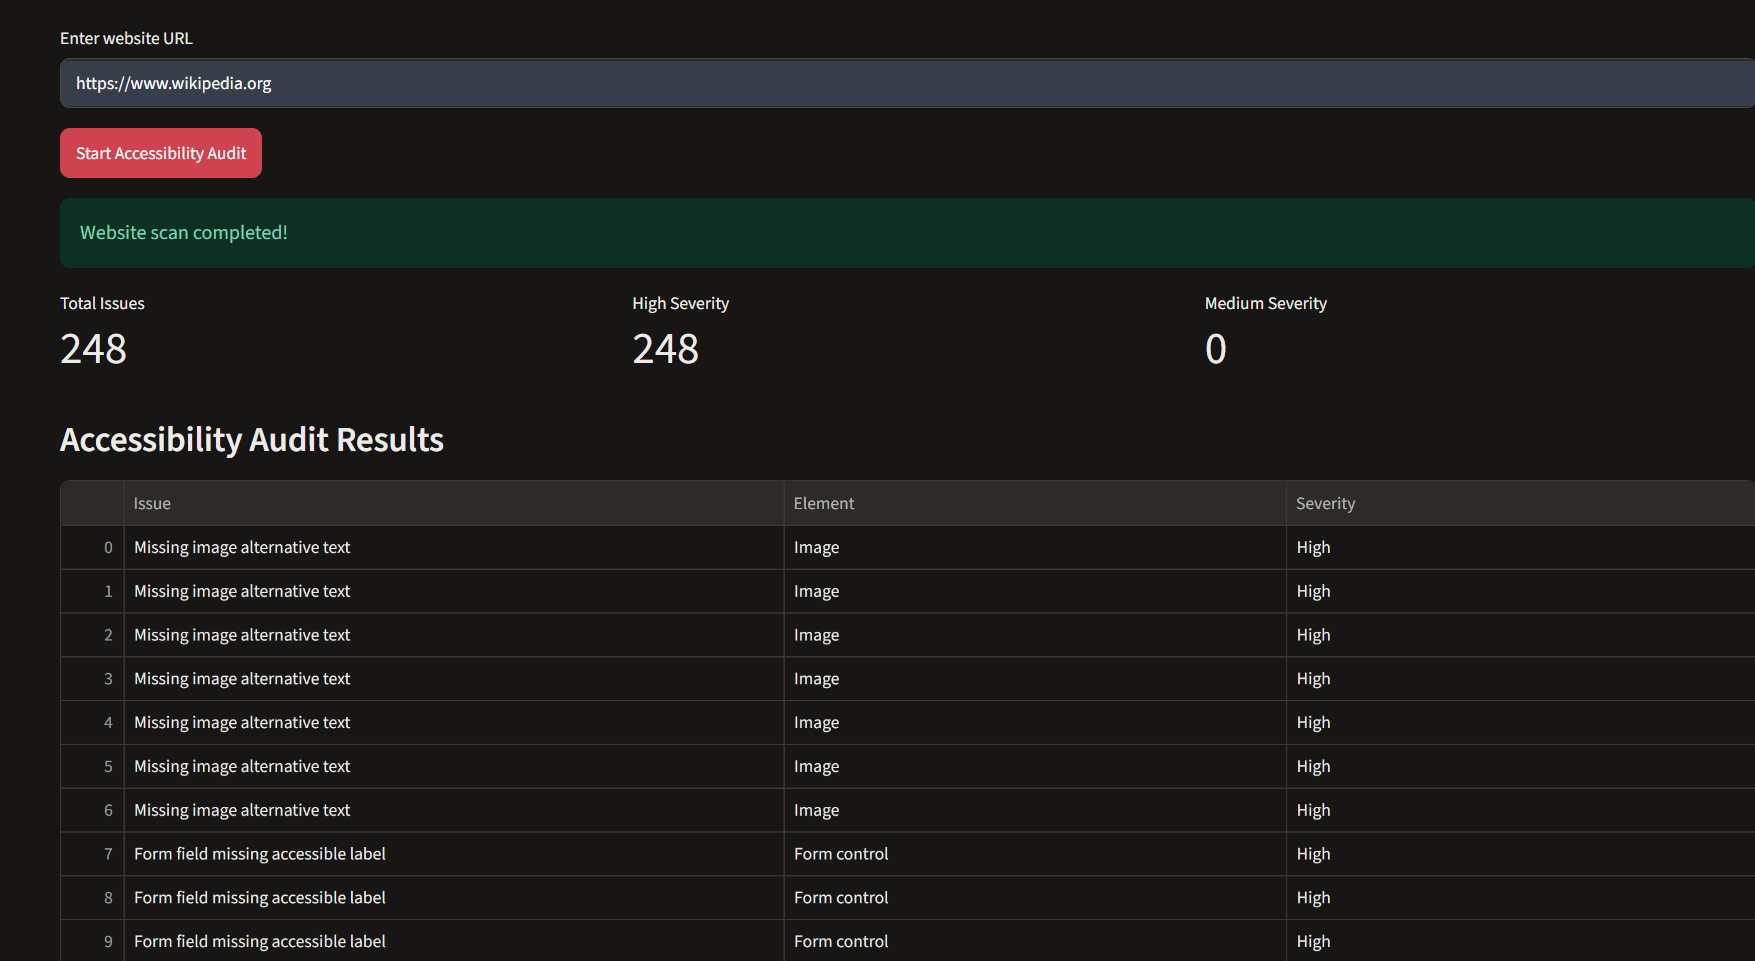 Enter website URL
https://www.wikipedia.org
Start Accessibility Audit
Website scan completed!
Total Issues High Severity Medium Severity
248 248 0
Accessibility Audit Results
Issue Element Severity
0 Missing image alternative text Image High
1 Missing image alternative text Image High
2 Missing image alternative text Image High
3 Missing image alternative text Image High
4 Missing image alternative text Image High
5 Missing image alternative text Image High
6 Missing image alternative text Image High
7 Form field missing accessible label Form control High
8 Form field missing accessible label Form control High
9 Form field missing accessible label Form control High